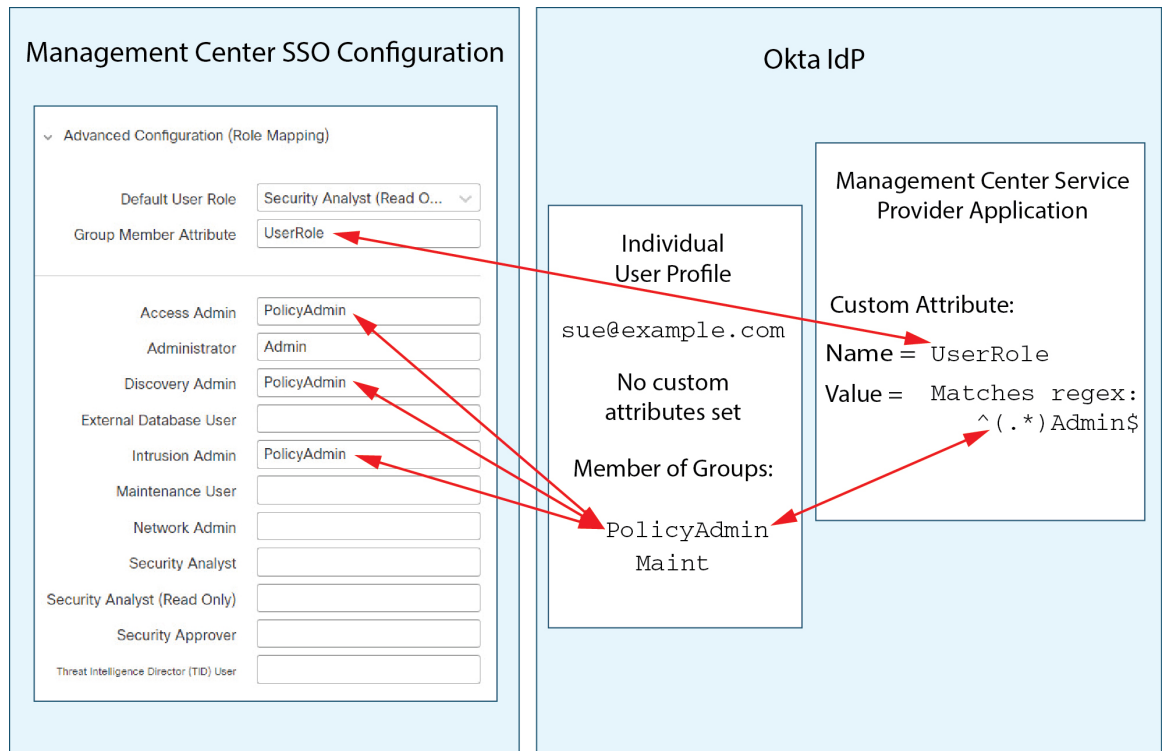 Management Center SSO Configuration
Advanced Configuration (Role Mapping)
Default User Role Security Analyst (Read O...
Group Member Attribute UserRole
Access Admin PolicyAdmin
Administrator Admin
Discovery Admin PolicyAdmin
External Database User
Intrusion Admin PolicyAdmin
Maintenance User
Network Admin
Security Analyst
Security Analyst (Read Only)
Security Approver
Threat Intelligence Director (TID) User
Okta IdP
Individual
User Profile
sue@example.com
No custom
attributes set
Member of Groups:
PolicyAdmin
Maint
Management Center Service
Provider Application
Custom Attribute:
Name = UserRole
Value = Matches regex:
^(.*)Admin$